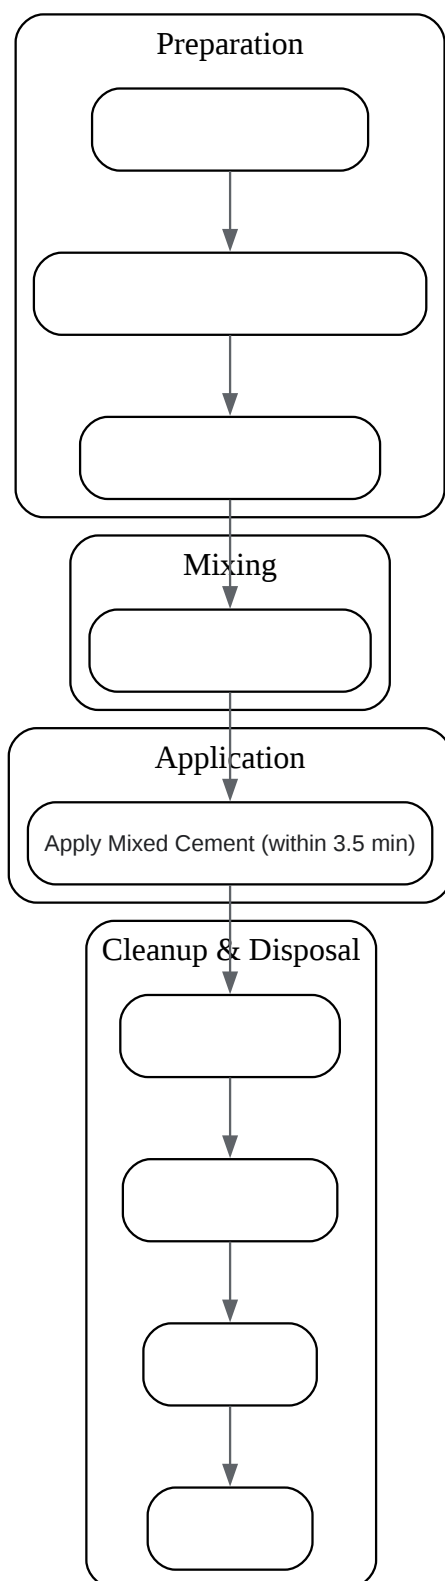 Preparation
Mixing
Application
Apply Mixed Cement (within 3.5 min)
Cleanup & Disposal